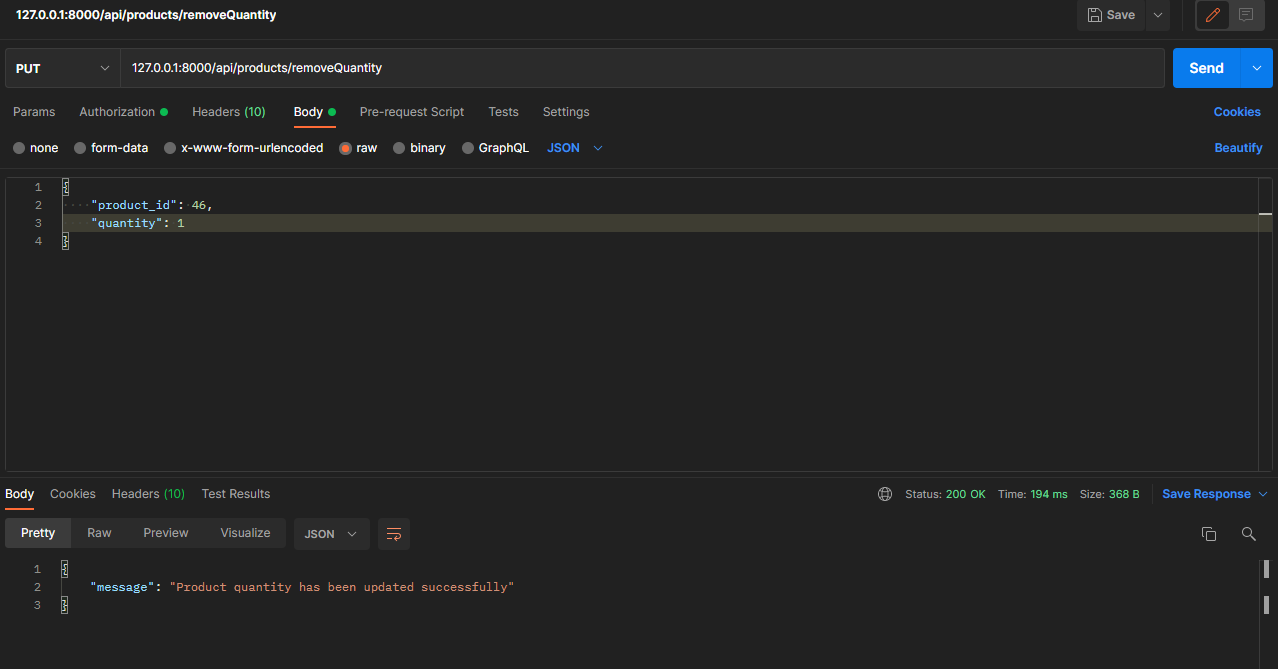 127.0.0.1:8000/api/products/removeQuantity
Save
PUT 127.0.0.1:8000/api/products/removeQuantity Send
Params Authorization Headers (10) Body Pre-request Script Tests Settings Cookies
none form-data x-www-form-urlencoded raw binary GraphQL JSON Beautify
1 {
2 "product_id": 46,
3 "quantity": 1
4 }
Body Cookies Headers (10) Test Results Status: 200 OK Time: 194 ms Size: 368 B Save Response
Pretty Raw Preview Visualize JSON
1 {
2 "message": "Product quantity has been updated successfully"
3 }